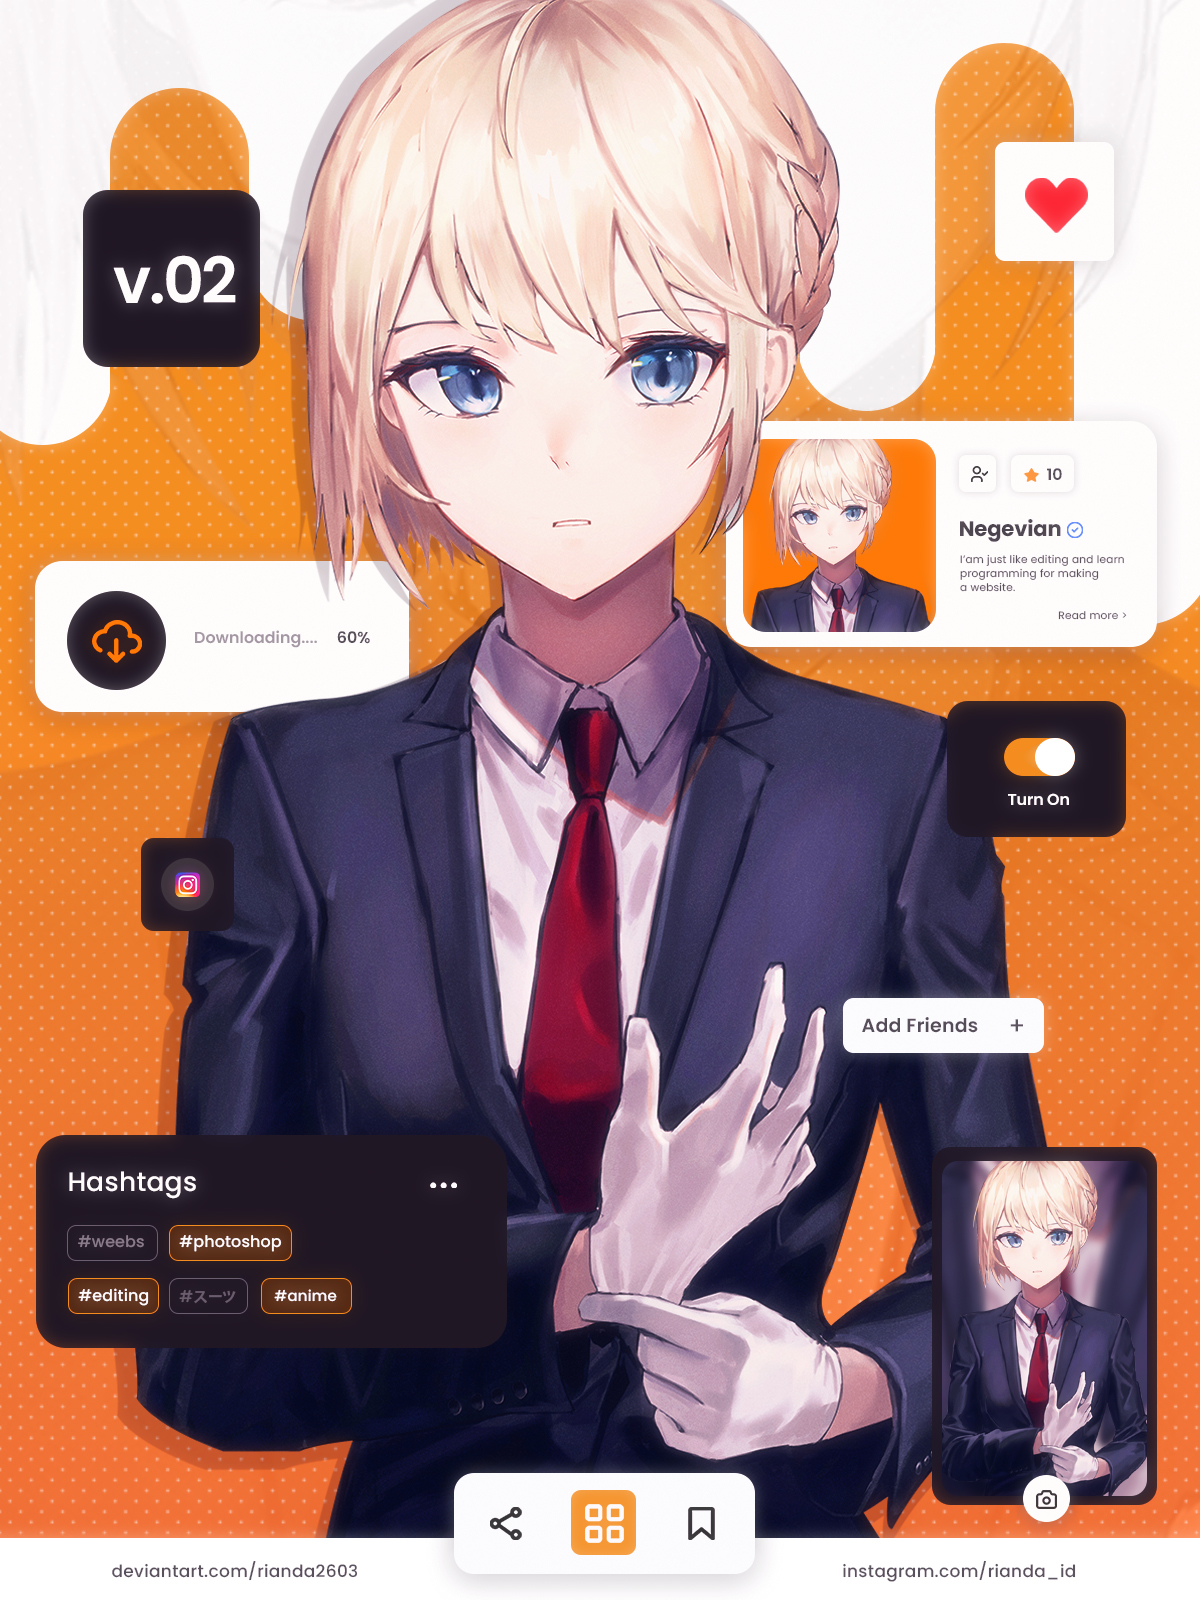 v.02
10
Negevian
I'am just like editing and learn
programming for making
a website.
Read more >
Downloading.... 60%
Turn On
Add Friends +
Hashtags
#weebs #photoshop
#editing #スーツ #anime
deviantart.com/rianda2603
instagram.com/rianda_id